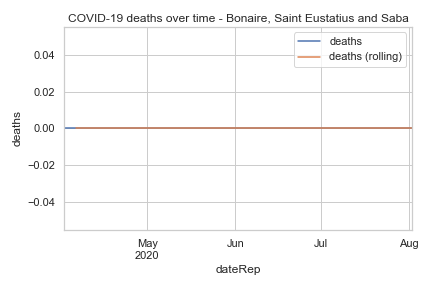 COVID-19 deaths over time - Bonaire, Saint Eustatius and Saba
deaths
deaths (rolling)
0.04
0.02
0.00
−0.02
−0.04
deaths
May
2020
Jun
Jul
Aug
dateRep